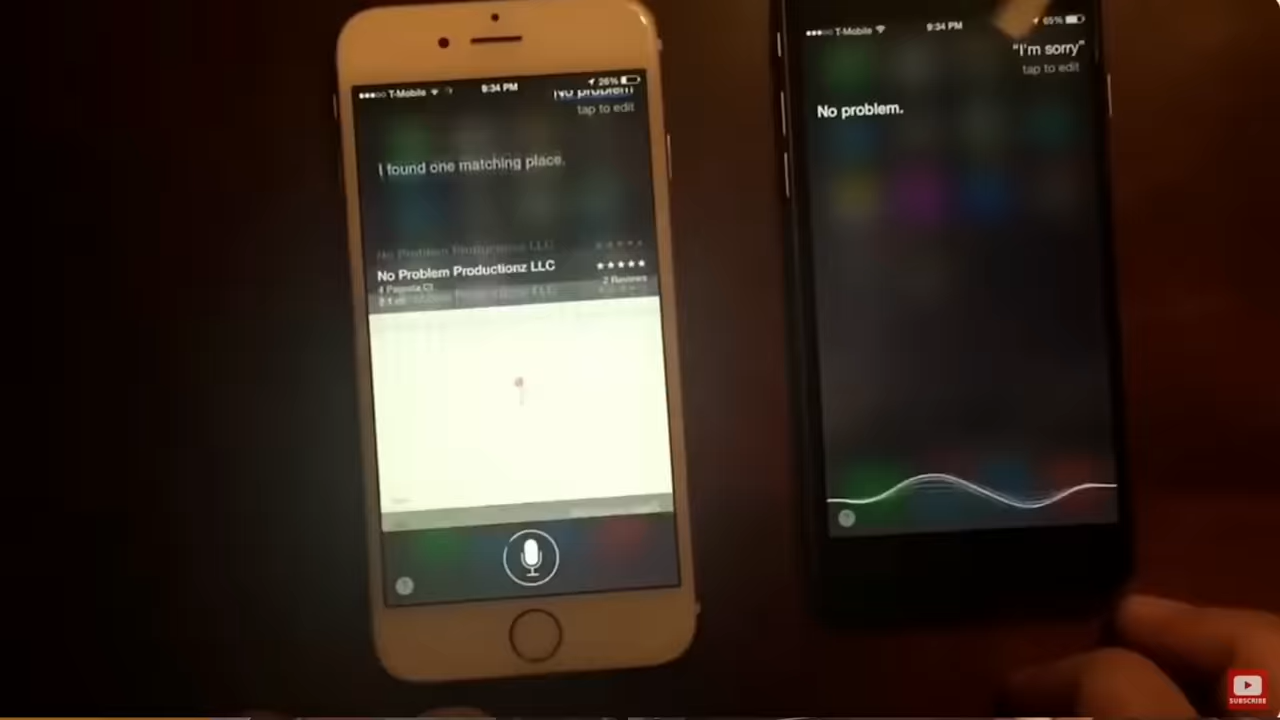 T-Mobile
9:34 PM
26%
No problem
tap to edit
I found one matching place.
No Problem Productionz LLC
2 Reviews
T-Mobile
9:34 PM
65%
“I'm sorry”
tap to edit
No problem.
?
SUBSCRIBE